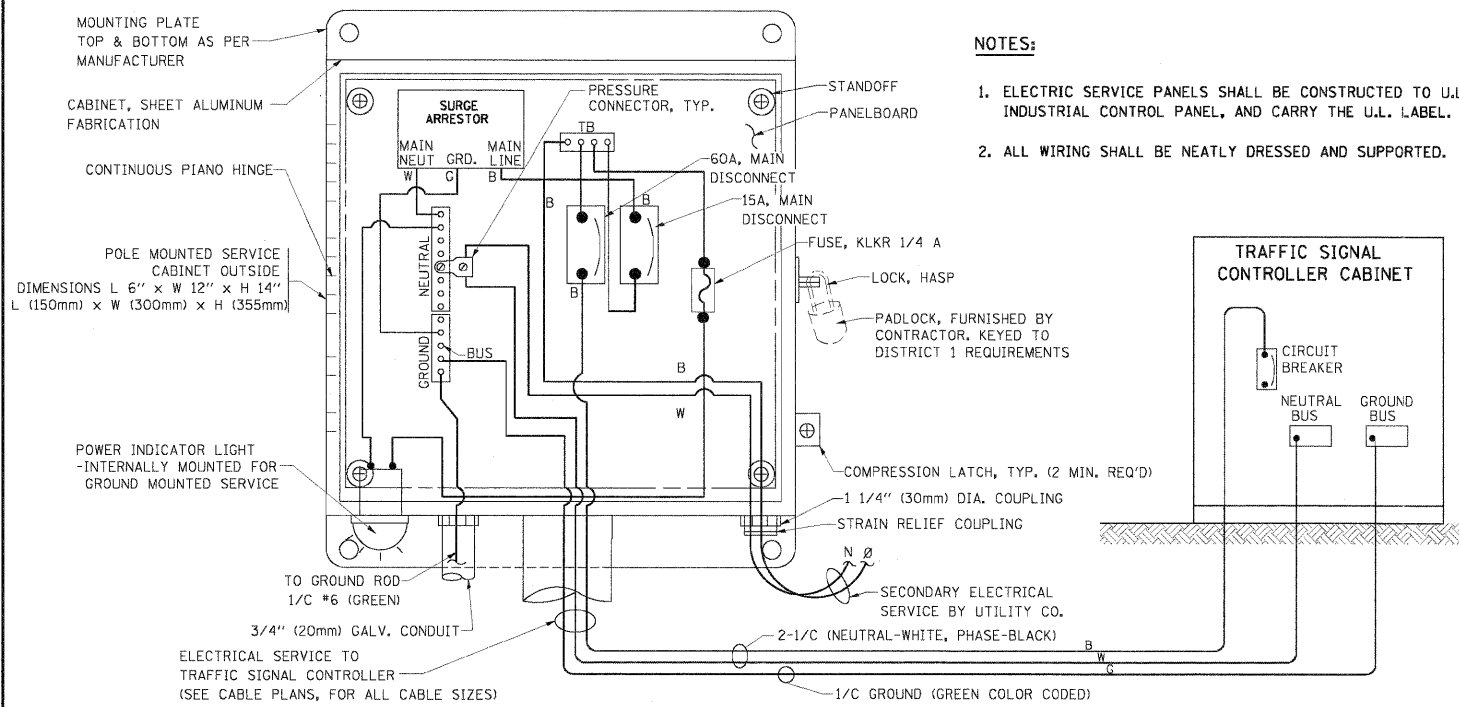 MOUNTING PLATE
TOP & BOTTOM AS PER
MANUFACTURER
CABINET, SHEET ALUMINUM
FABRICATION
CONTINUOUS PIANO HINGE
POLE MOUNTED SERVICE
CABINET OUTSIDE
DIMENSIONS L 6" x W 12" x H 14"
L (150mm) x W (300mm) x H (355mm)
POWER INDICATOR LIGHT
-INTERNALLY MOUNTED FOR
GROUND MOUNTED SERVICE
SURGE
ARRESTOR
MAIN
NEUT
GRD.
MAIN
LINE
W
G
B
PRESSURE
CONNECTOR, TYP.
TB
STANDOFF
PANELBOARD
60A, MAIN
DISCONNECT
15A, MAIN
DISCONNECT
B
B
B
NEUTRAL
GROUND
BUS
FUSE, KLKR 1/4 A
LOCK, HASP
PADLOCK, FURNISHED BY
CONTRACTOR. KEYED TO
DISTRICT 1 REQUIREMENTS
B
W
COMPRESSION LATCH, TYP. (2 MIN. REQ'D)
1 1/4" (30mm) DIA. COUPLING
STRAIN RELIEF COUPLING
N Ø
SECONDARY ELECTRICAL
SERVICE BY UTILITY CO.
TO GROUND ROD
1/C #6 (GREEN)
3/4" (20mm) GALV. CONDUIT
ELECTRICAL SERVICE TO
TRAFFIC SIGNAL CONTROLLER
(SEE CABLE PLANS, FOR ALL CABLE SIZES)
2-1/C (NEUTRAL-WHITE, PHASE-BLACK)
B
W
G
1/C GROUND (GREEN COLOR CODED)
NOTES:
1. ELECTRIC SERVICE PANELS SHALL BE CONSTRUCTED TO U.L
INDUSTRIAL CONTROL PANEL, AND CARRY THE U.L. LABEL.
2. ALL WIRING SHALL BE NEATLY DRESSED AND SUPPORTED.
TRAFFIC SIGNAL
CONTROLLER CABINET
CIRCUIT
BREAKER
NEUTRAL
BUS
GROUND
BUS